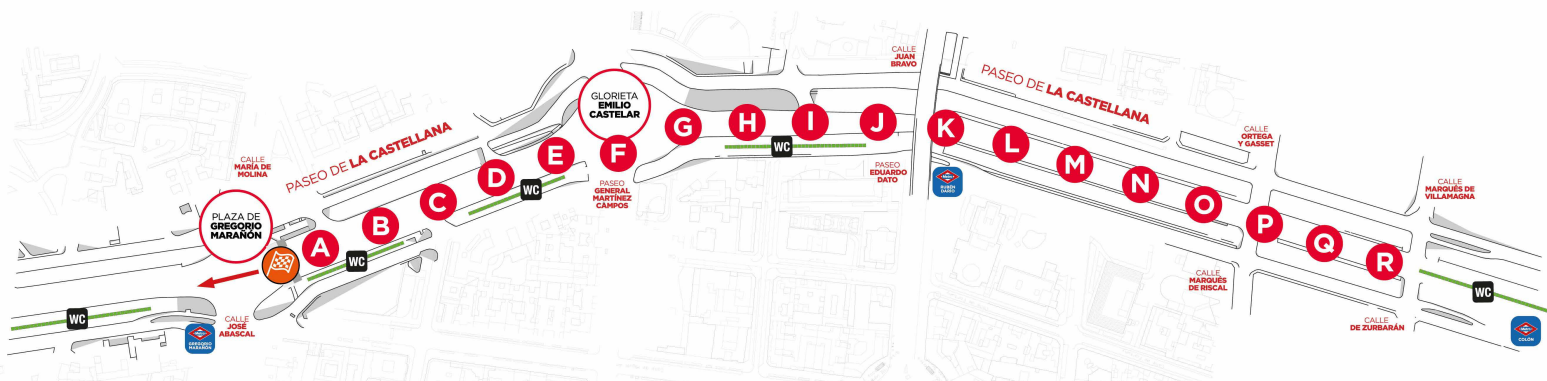 CALLE
MARÍA DE
MOLINA
PASEO DE LA CASTELLANA
PLAZA DE
GREGORIO
MARAÑÓN
A
B
C
D
E
F
WC
WC
WC
GREGORIO
MARAÑÓN
CALLE
JOSÉ
ABASCAL
GLORIETA
EMILIO
CASTELAR
PASEO
GENERAL
MARTÍNEZ
CAMPOS
G
H
I
J
WC
CALLE
JUAN
BRAVO
PASEO
EDUARDO
DATO
RUBÉN
DARÍO
PASEO DE LA CASTELLANA
K
L
M
N
O
P
Q
R
CALLE
ORTEGA
Y GASSET
CALLE
MARQUÉS DE
VILLAMAGNA
CALLE
MARQUÉS
DE RISCAL
CALLE
DE ZURBARÁN
WC
COLÓN